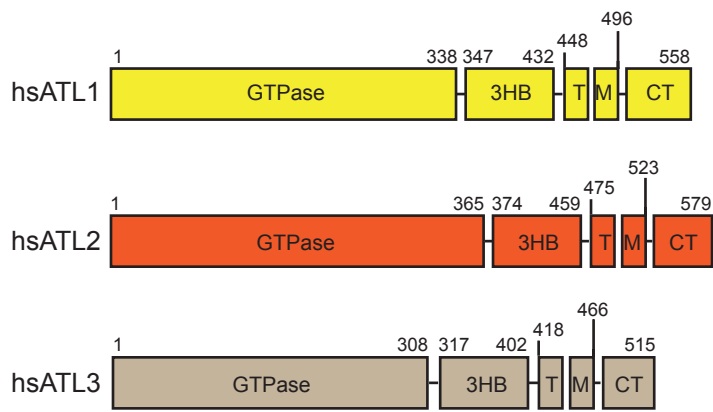 1 338 347 432 448 496 558
hsATL1 GTPase 3HB T M CT
1 365 374 459 475 523 579
hsATL2 GTPase 3HB T M CT
1 308 317 402 418 466 515
hsATL3 GTPase 3HB T M CT